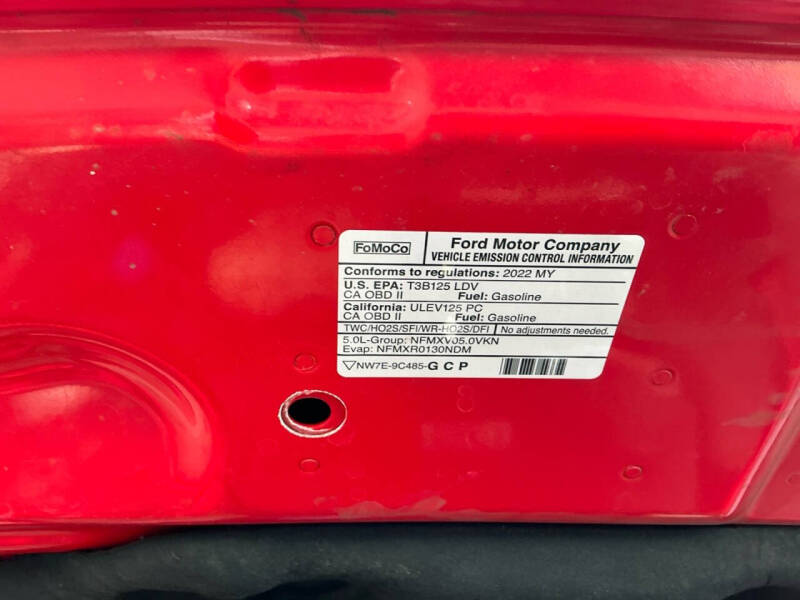 FoMoCo
Ford Motor Company
VEHICLE EMISSION CONTROL INFORMATION
Conforms to regulations: 2022 MY
U.S. EPA: T3B125 LDV
CA OBD II Fuel: Gasoline
California: ULEV125 PC
CA OBD II Fuel: Gasoline
TWC/HO2S/SFI/WR-HO2S/DFI No adjustments needed.
5.0L-Group: NFMXV05.0VKN
Evap: NFMXR0130NDM
NW7E-9C485-G C P